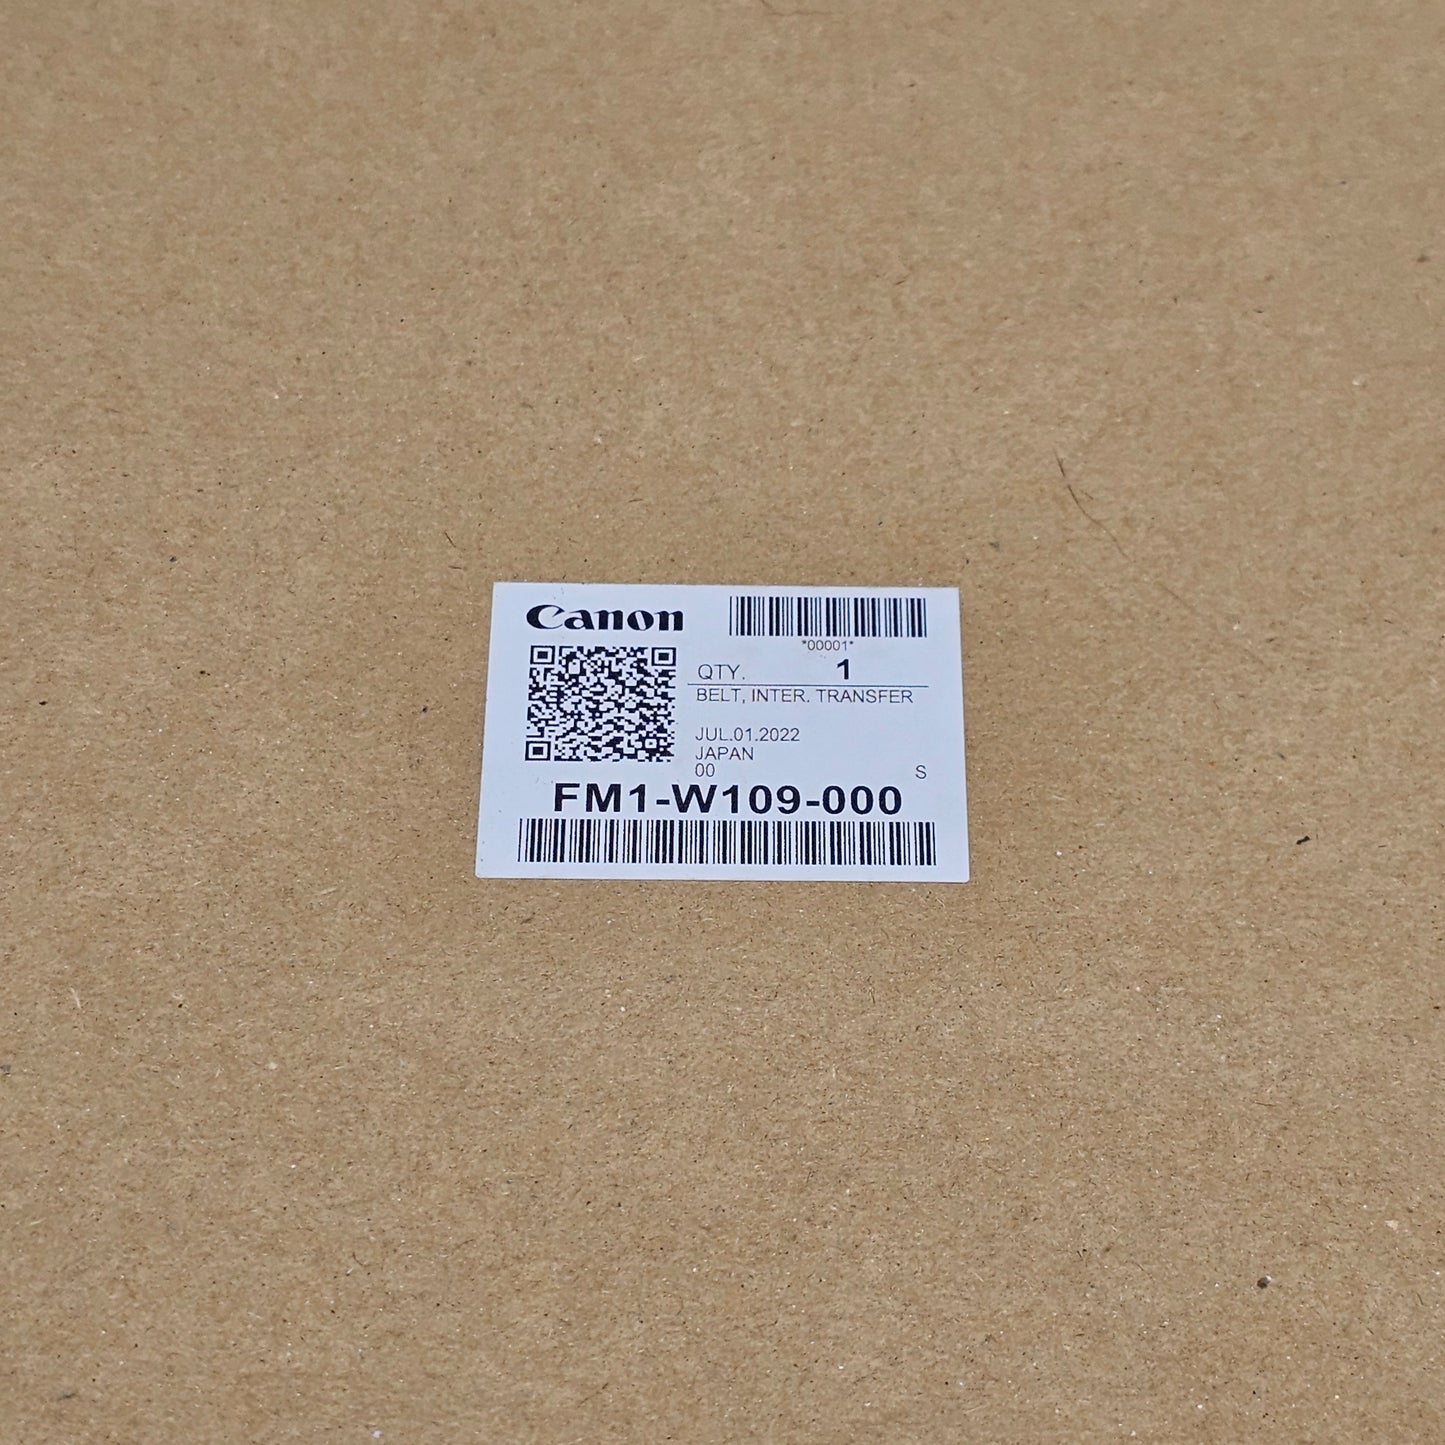 Canon
*00001*
QTY. 1
BELT, INTER. TRANSFER
JUL.01.2022
JAPAN
00 S
FM1-W109-000